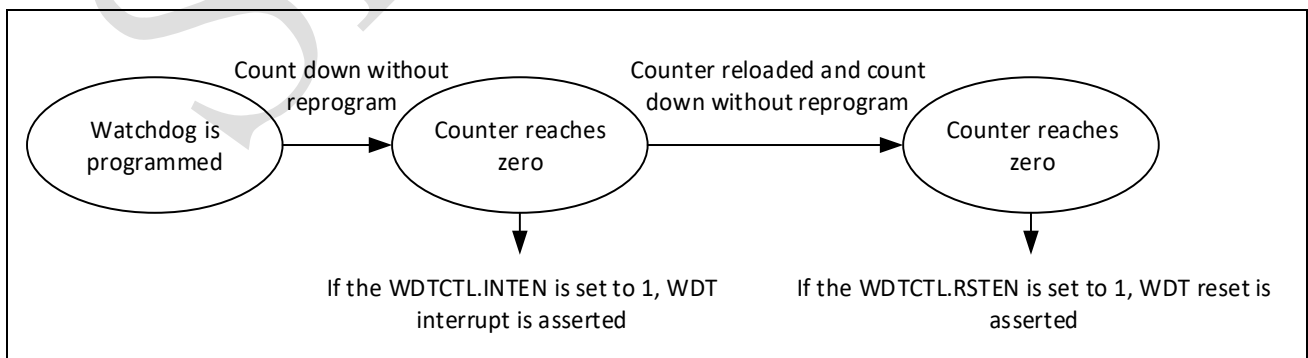 Count down without
reprogram
Counter reloaded and count
down without reprogram
Watchdog is
programmed
Counter reaches
zero
Counter reaches
zero
If the WDTCTL.INTEN is set to 1, WDT
interrupt is asserted
If the WDTCTL.RSTEN is set to 1, WDT reset is
asserted